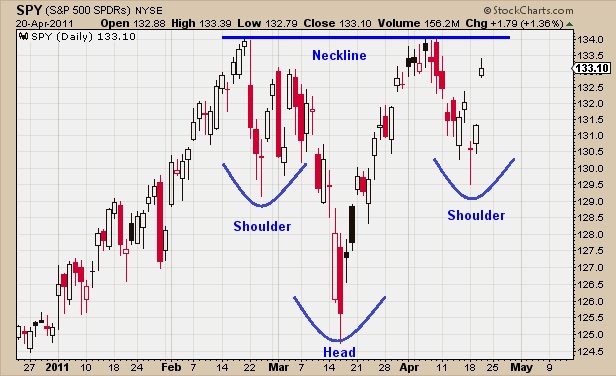 SPY (S&P 500 SPDRs) NYSE © StockCharts.com
20-Apr-2011 Open 132.88 High 133.39 Low 132.79 Close 133.10 Volume 156.2M Chg +1.79 (+1.36%)
SPY (Daily) 133.10
134.0
Neckline
133.5
133.10
132.5
132.0
131.5
131.0
130.5
130.0
129.5
129.0
Shoulder
Shoulder
128.5
128.0
127.5
127.0
126.5
126.0
125.5
125.0
124.5
Head
27 2011 10 18 24 Feb 7 14 22 Mar 7 14 21 28 Apr 11 18 25 May 9